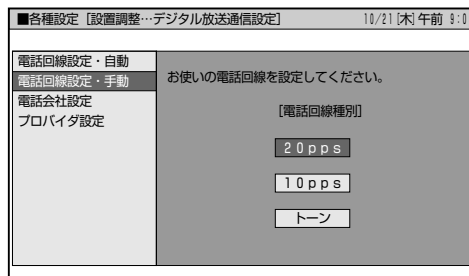 ■各種設定［設置調整…デジタル放送通信設定］ 10/21［木］午前 9:0
電話回線設定・自動
電話回線設定・手動
電話会社設定
プロバイダ設定
お使いの電話回線を設定してください。
［電話回線種別］
２０ｐｐｓ
１０ｐｐｓ
トーン